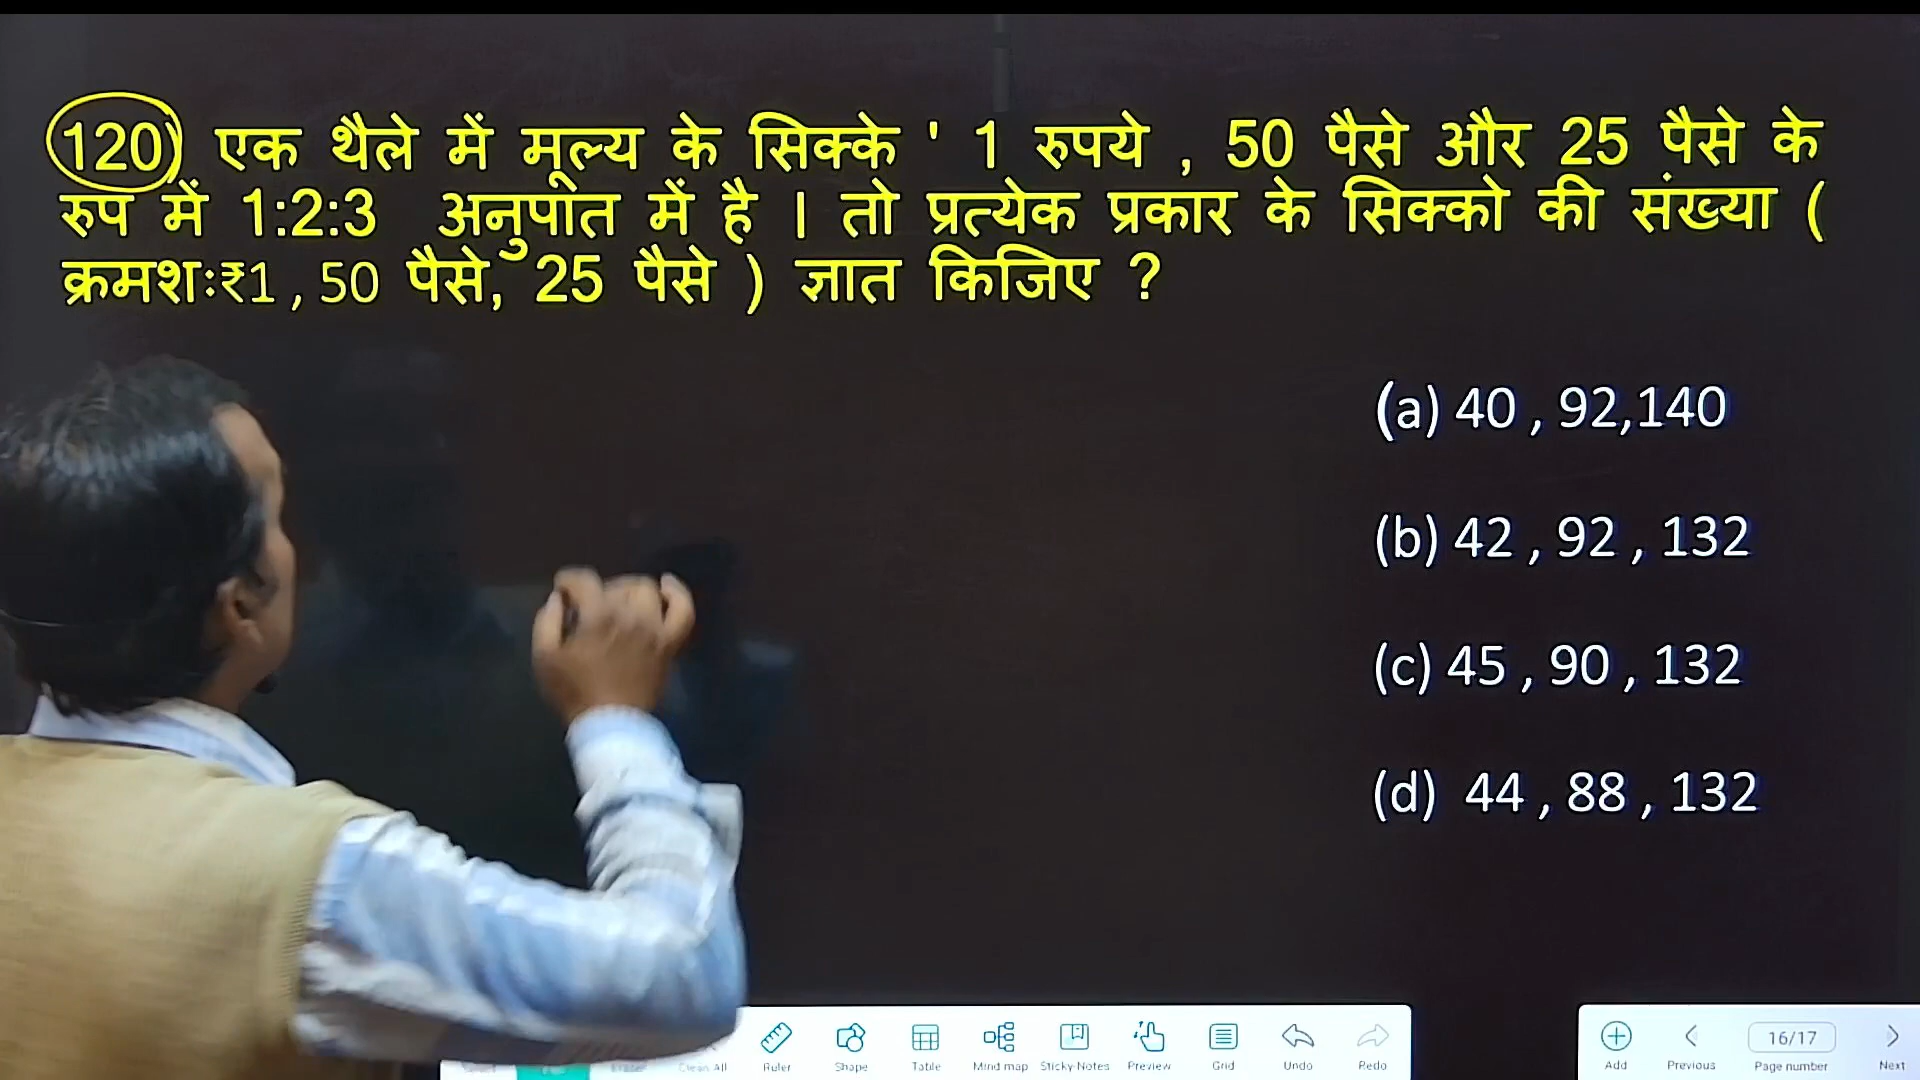 120) एक थैले में मूल्य के सिक्के ' 1 रुपये , 50 पैसे और 25 पैसे के
रुप में 1:2:3 अनुपात में है । तो प्रत्येक प्रकार के सिक्को की संख्या (
क्रमशः₹1 , 50 पैसे, 25 पैसे ) ज्ञात किजिए ?
(a) 40 , 92,140
(b) 42 , 92 , 132
(c) 45 , 90 , 132
(d) 44 , 88 , 132
Clean All Ruler Shape Table Mind map Sticky Notes Preview Grid Undo Redo
16/17
Add Previous Page number Next